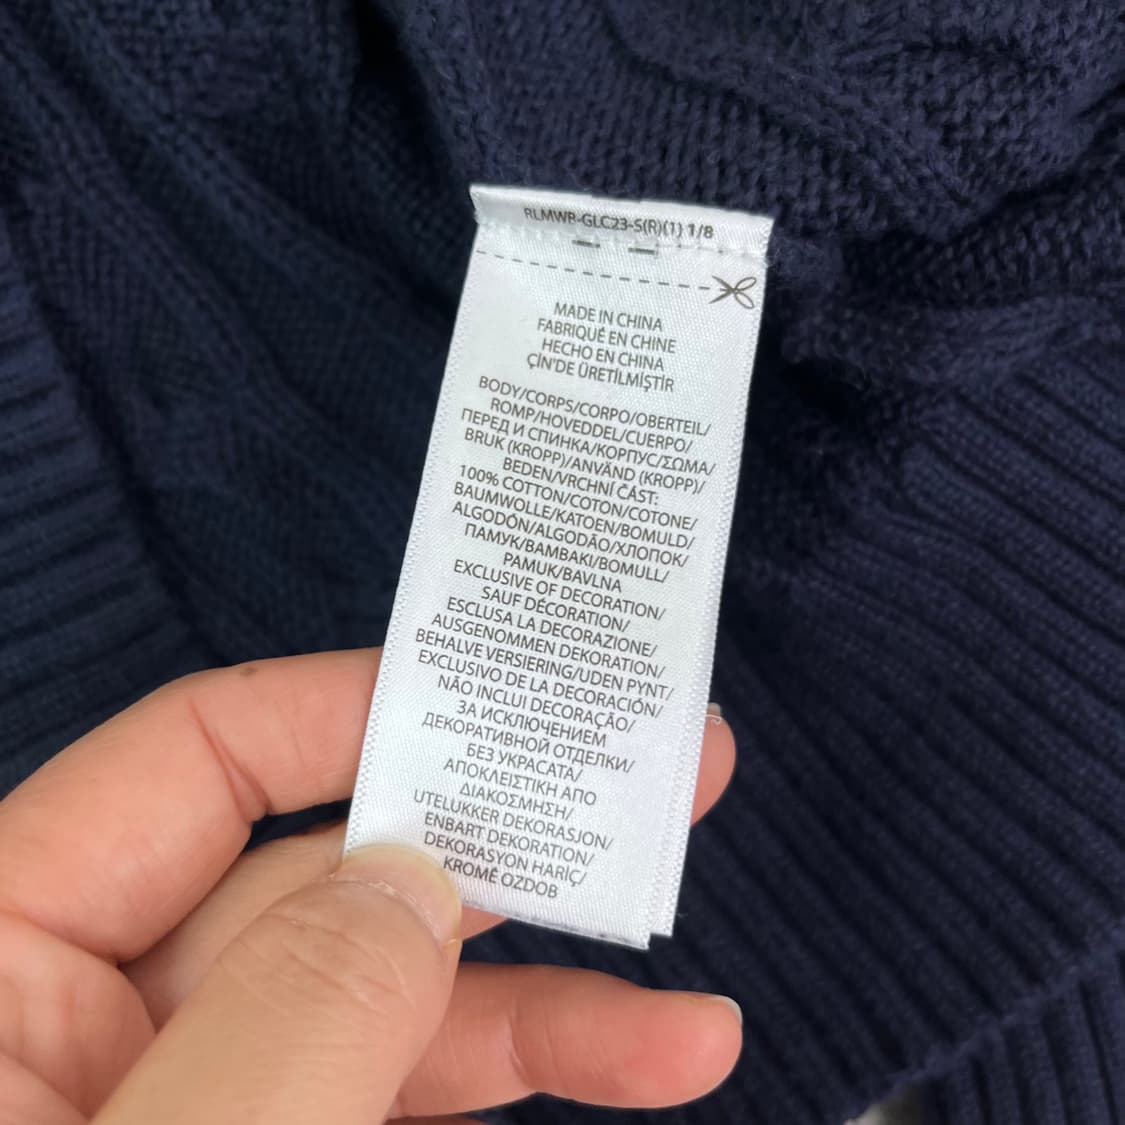 RLMWR-GLC23-S(R)(1) 1/8
MADE IN CHINA
FABRIQUÉ EN CHINE
HECHO EN CHINA
ÇİN'DE ÜRETİLMİŞTİR
BODY/CORPS/CORPO/OBERTEIL/
ROMP/HOVEDDEL/CUERPO/
ПЕРЕД И СПИНКА/КОРПУС/ΣΩΜΑ/
BRUK (KROPP)/ANVÄND (KROPP)/
BEDEN/VRCHNÍ ČÁST:
100% COTTON/COTON/COTONE/
BAUMWOLLE/KATOEN/BOMULD/
ALGODÓN/ALGODÃO/ХЛОПОК/
ПАМУК/BAMBAKI/BOMULL/
PAMUK/BAVLNA
EXCLUSIVE OF DECORATION/
SAUF DÉCORATION/
ESCLUSA LA DECORAZIONE/
AUSGENOMMEN DEKORATION/
BEHALVE VERSIERING/UDEN PYNT/
EXCLUSIVO DE LA DECORACIÓN/
NÃO INCLUI DECORAÇÃO/
ЗА ИСКЛЮЧЕНИЕМ
ДЕКОРАТИВНОЙ ОТДЕЛКИ/
БЕЗ УКРАСАТА/
ΑΠΟΚΛΕΙΣΤΙΚΗ ΑΠΟ
ΔΙΑΚΟΣΜΗΣΗ/
UTELUKKER DEKORASJON/
ENBART DEKORATION/
DEKORASYON HARİÇ/
KROMĚ OZDOB